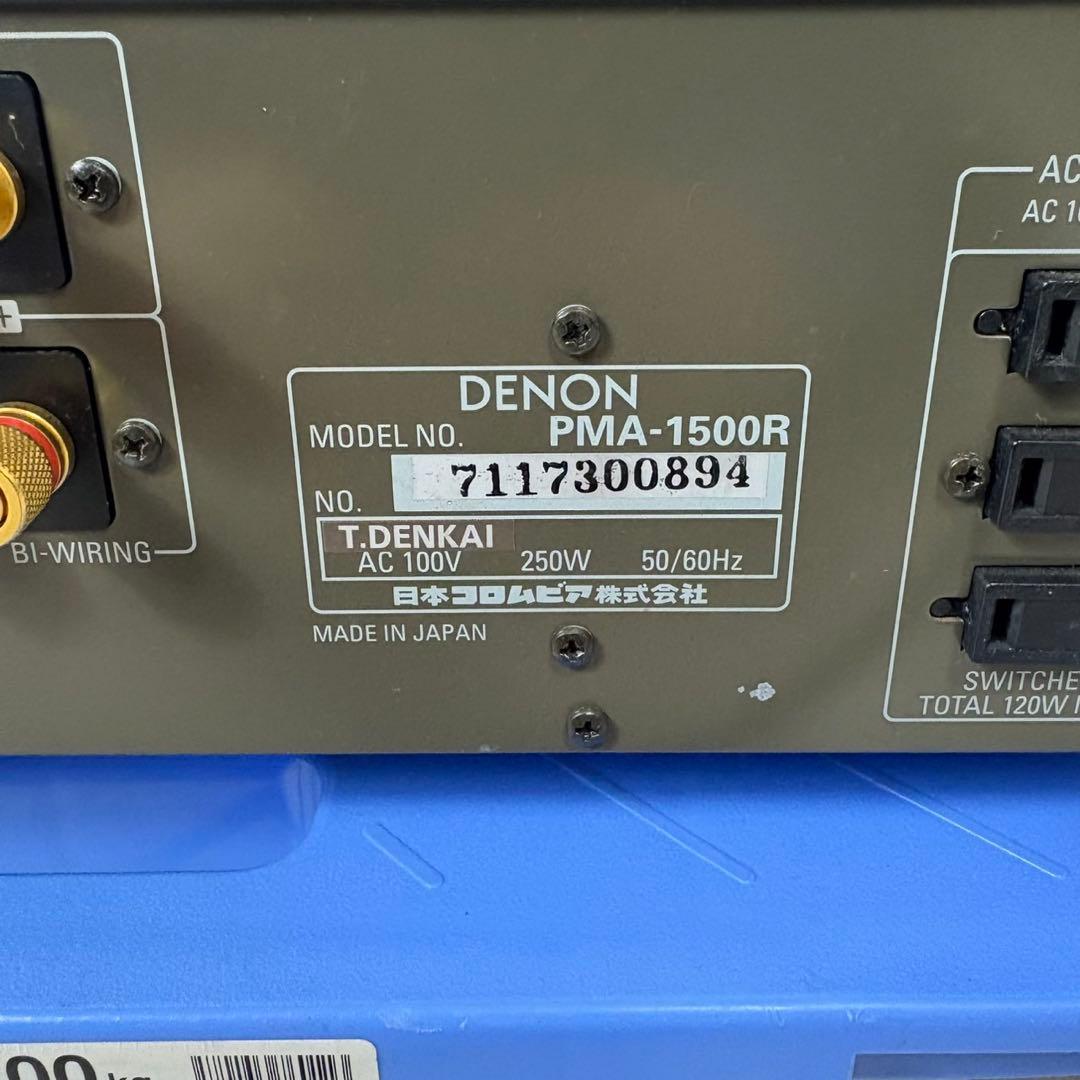 DENON
MODEL NO. PMA-1500R
NO. 7117300894
T.DENKAI
AC 100V 250W 50/60Hz
日本コロムビア株式会社
MADE IN JAPAN
+
BI-WIRING
AC
AC 10
SWITCHE
TOTAL 120W
kg